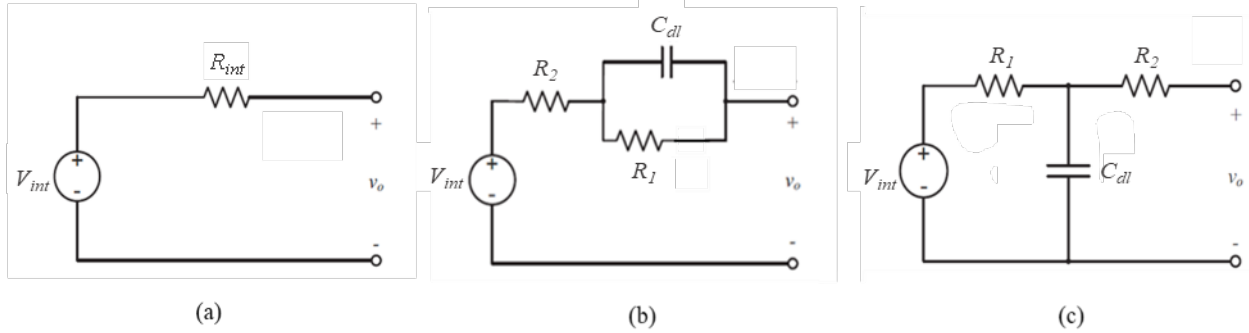 R_int
V_int
+
-
+
v_o
-
(a)
C_dl
R_2
R_1
V_int
+
-
+
v_o
-
(b)
R_1
R_2
V_int
+
-
C_dl
+
v_o
-
(c)